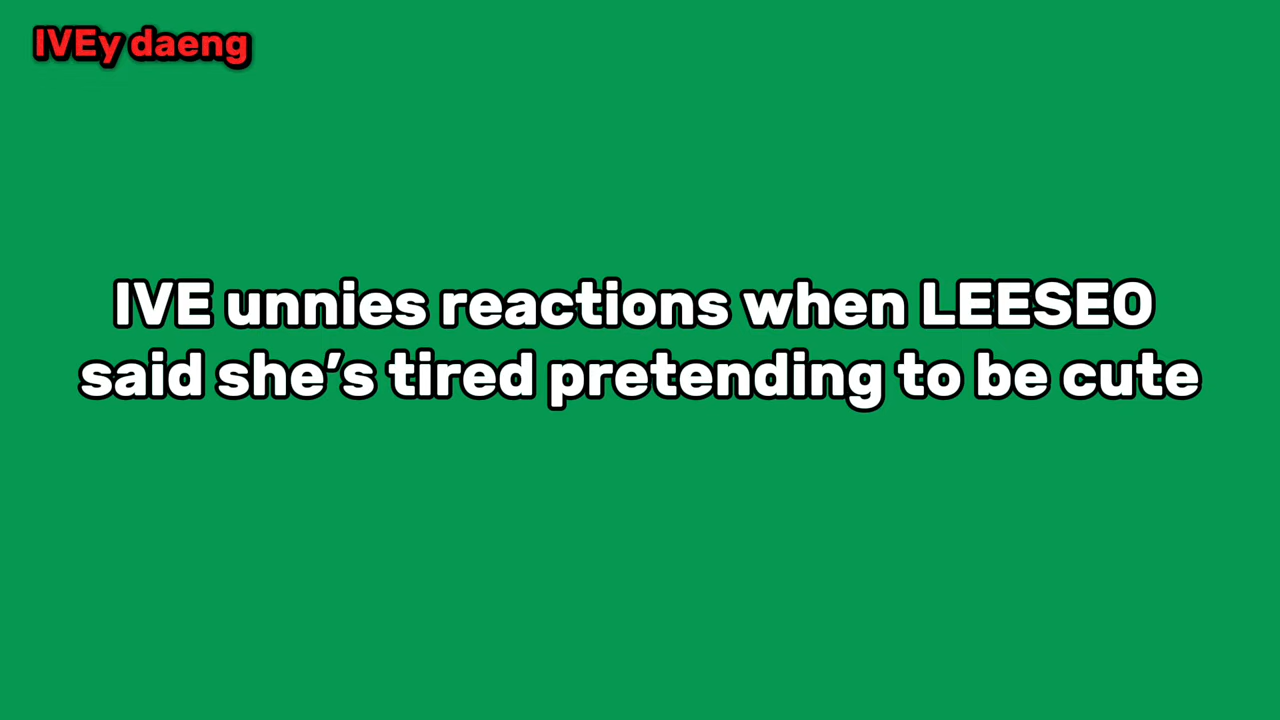 IVEy daeng
IVE unnies reactions when LEESEO
said she’s tired pretending to be cute